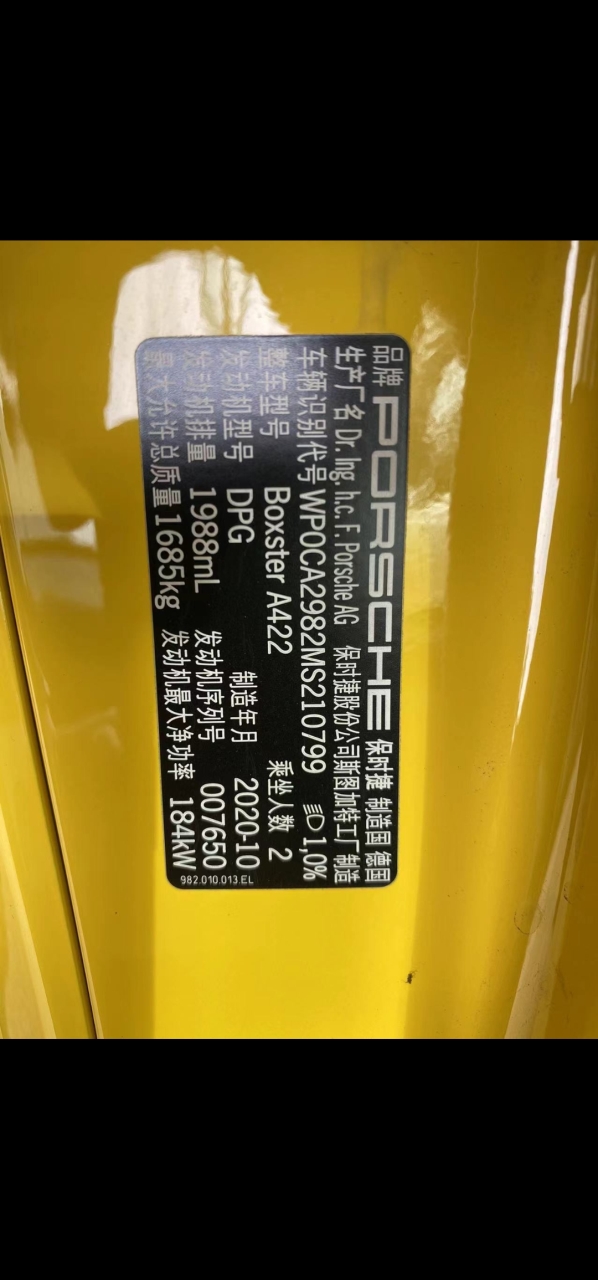 品牌 PORSCHE 保时捷 制造国 德国
生产厂名 Dr. Ing. h.c. F. Porsche AG 保时捷股份公司斯图加特工厂制造
车辆识别代号 WP0CA2982MS210799 1,0%
整车型号 Boxster A422 乘坐人数 2
发动机型号 DPG 制造年月 2020-10
发动机排量 1988mL 发动机序列号 007650
最大允许总质量 1685kg 发动机最大净功率 184kW
982.010.013.EL